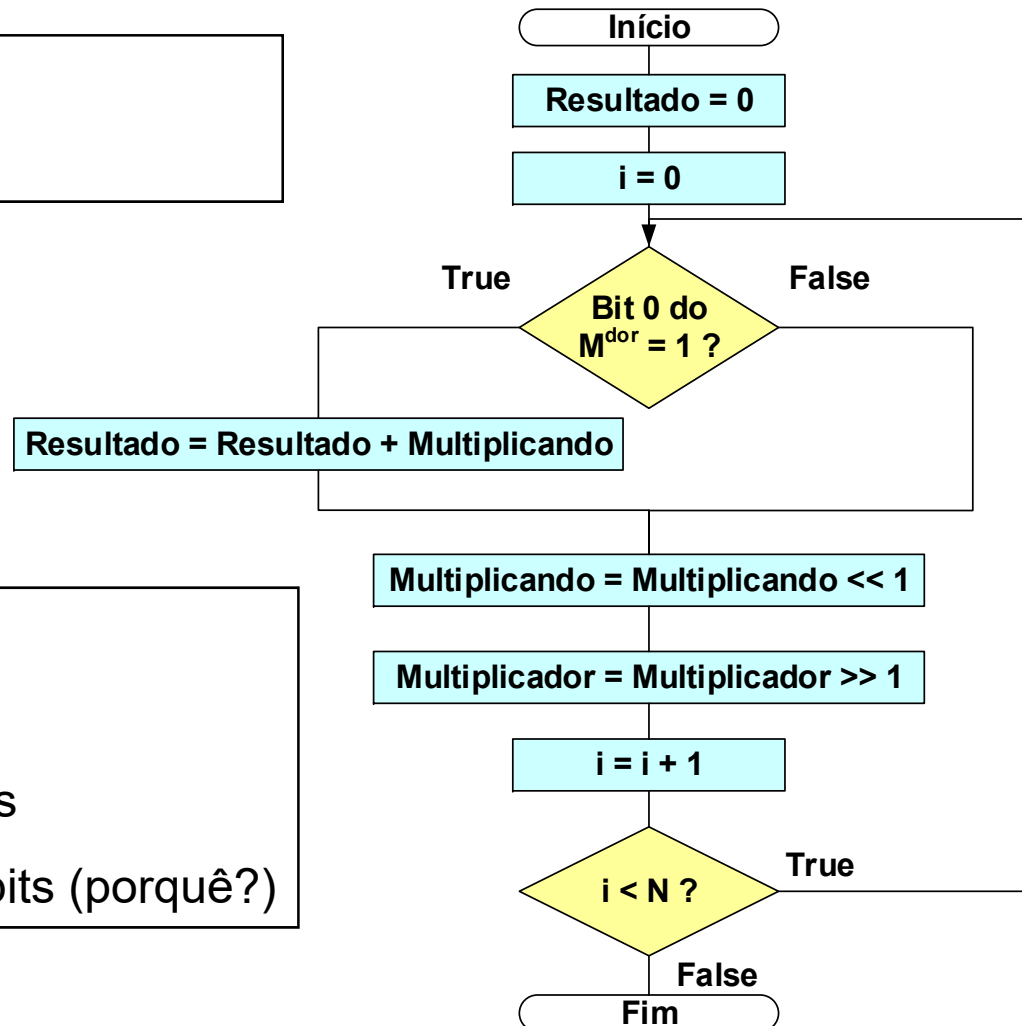 Início
Resultado = 0
i = 0
True
False
Bit 0 do
M^dor = 1 ?
Resultado = Resultado + Multiplicando
Multiplicando = Multiplicando << 1
Multiplicador = Multiplicador >> 1
i = i + 1
s
bits (porquê?)
i < N ?
True
False
Fim